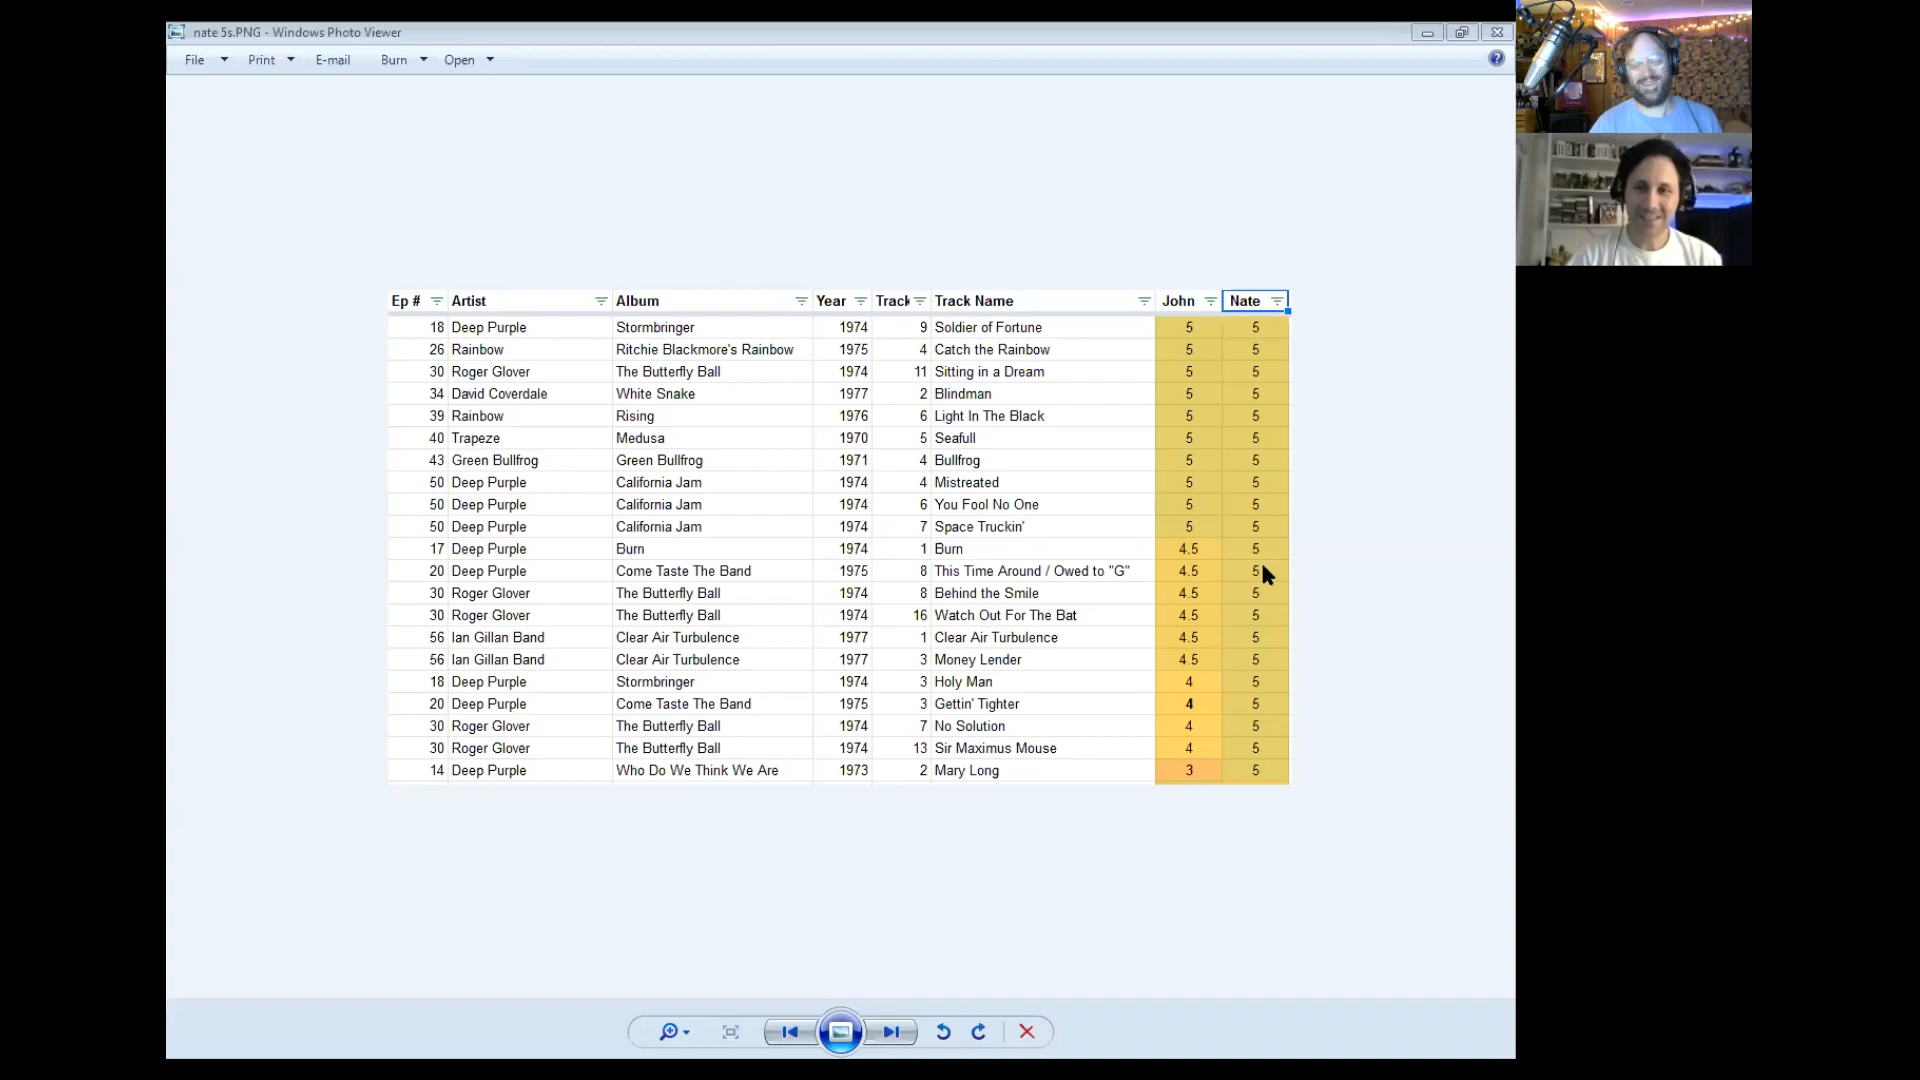 nate 5s.PNG - Windows Photo Viewer
File Print E-mail Burn Open
Ep # Artist Album Year Track Track Name John Nate
18 Deep Purple Stormbringer 1974 9 Soldier of Fortune 5 5
26 Rainbow Ritchie Blackmore's Rainbow 1975 4 Catch the Rainbow 5 5
30 Roger Glover The Butterfly Ball 1974 11 Sitting in a Dream 5 5
34 David Coverdale White Snake 1977 2 Blindman 5 5
39 Rainbow Rising 1976 6 Light In The Black 5 5
40 Trapeze Medusa 1970 5 Seafull 5 5
43 Green Bullfrog Green Bullfrog 1971 4 Bullfrog 5 5
50 Deep Purple California Jam 1974 4 Mistreated 5 5
50 Deep Purple California Jam 1974 6 You Fool No One 5 5
50 Deep Purple California Jam 1974 7 Space Truckin' 5 5
17 Deep Purple Burn 1974 1 Burn 4.5 5
20 Deep Purple Come Taste The Band 1975 8 This Time Around / Owed to "G" 4.5 5
30 Roger Glover The Butterfly Ball 1974 8 Behind the Smile 4.5 5
30 Roger Glover The Butterfly Ball 1974 16 Watch Out For The Bat 4.5 5
56 Ian Gillan Band Clear Air Turbulence 1977 1 Clear Air Turbulence 4.5 5
56 Ian Gillan Band Clear Air Turbulence 1977 3 Money Lender 4.5 5
18 Deep Purple Stormbringer 1974 3 Holy Man 4 5
20 Deep Purple Come Taste The Band 1975 3 Gettin' Tighter 4 5
30 Roger Glover The Butterfly Ball 1974 7 No Solution 4 5
30 Roger Glover The Butterfly Ball 1974 13 Sir Maximus Mouse 4 5
14 Deep Purple Who Do We Think We Are 1973 2 Mary Long 3 5